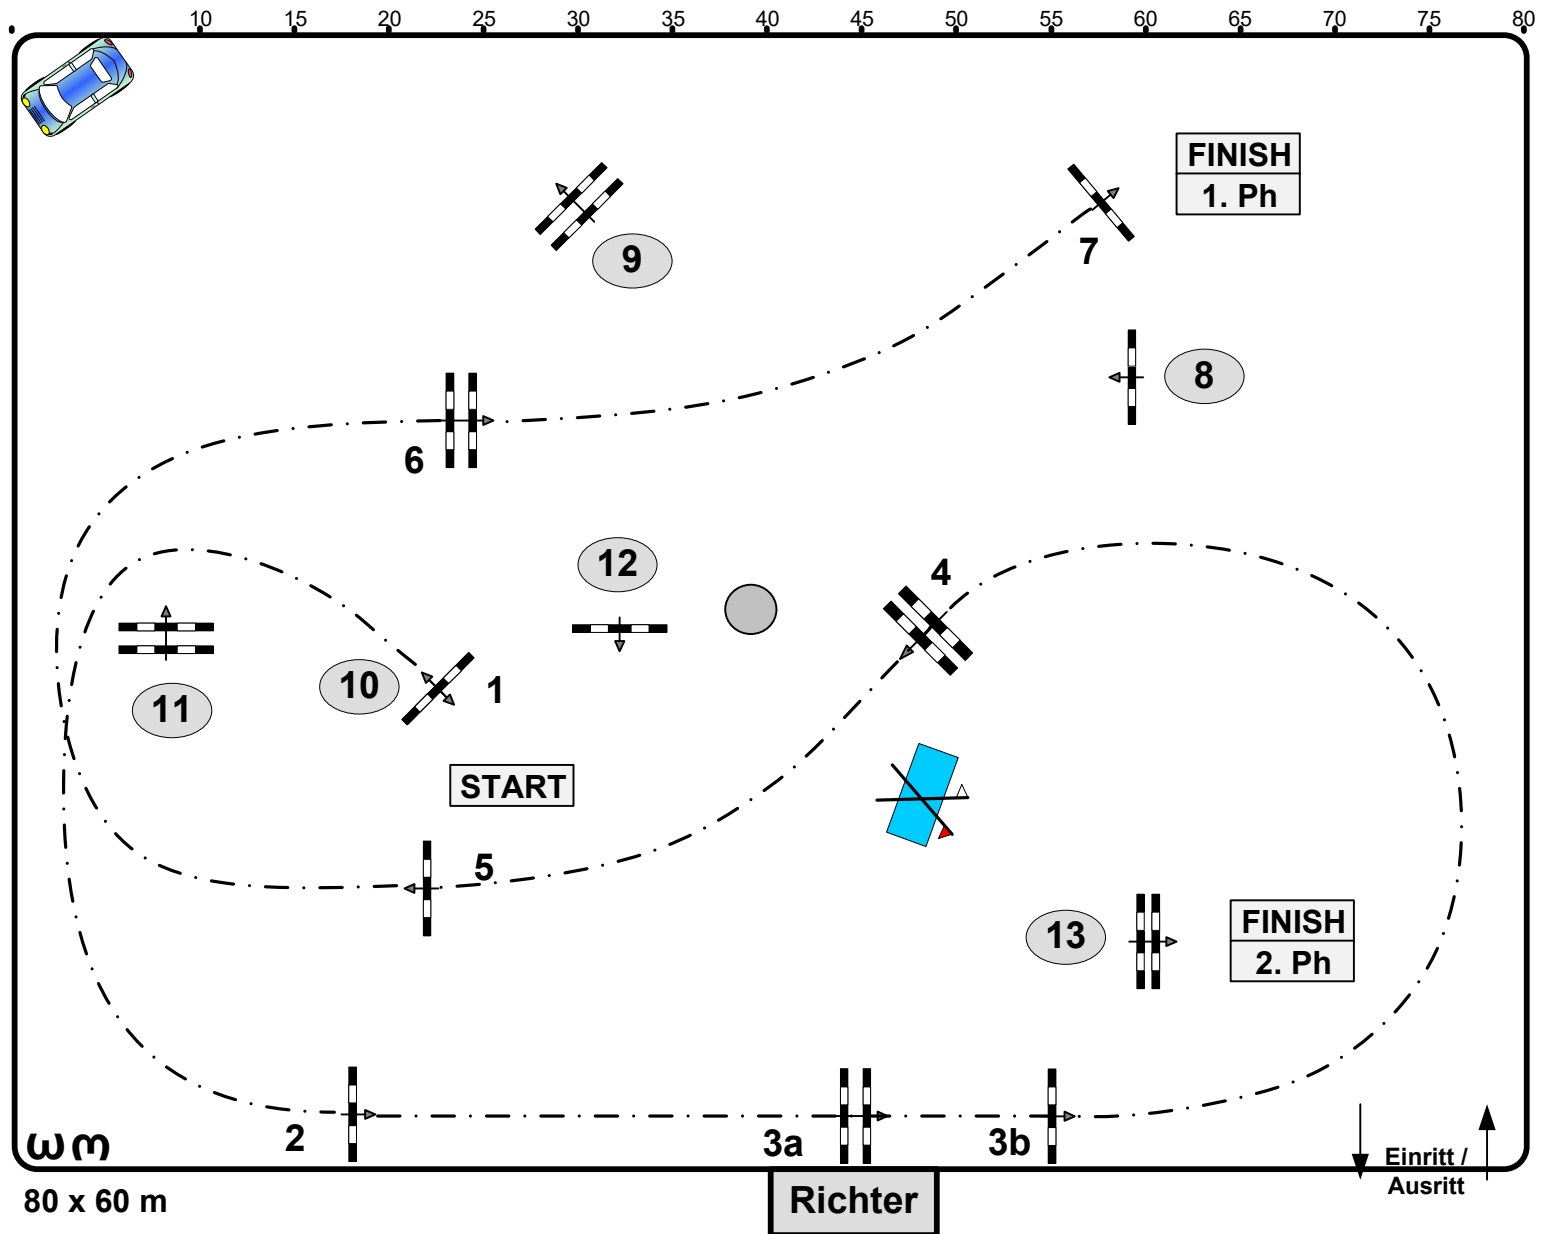 10 15 20 25 30 35 40 45 50 55 60 65 70 75 80
FINISH
1. Ph
9
7
8
6
12
4
10
1
11
START
5
13
FINISH
2. Ph
2
3a
3b
ω m
Einritt /
Ausritt
80 x 60 m
Richter